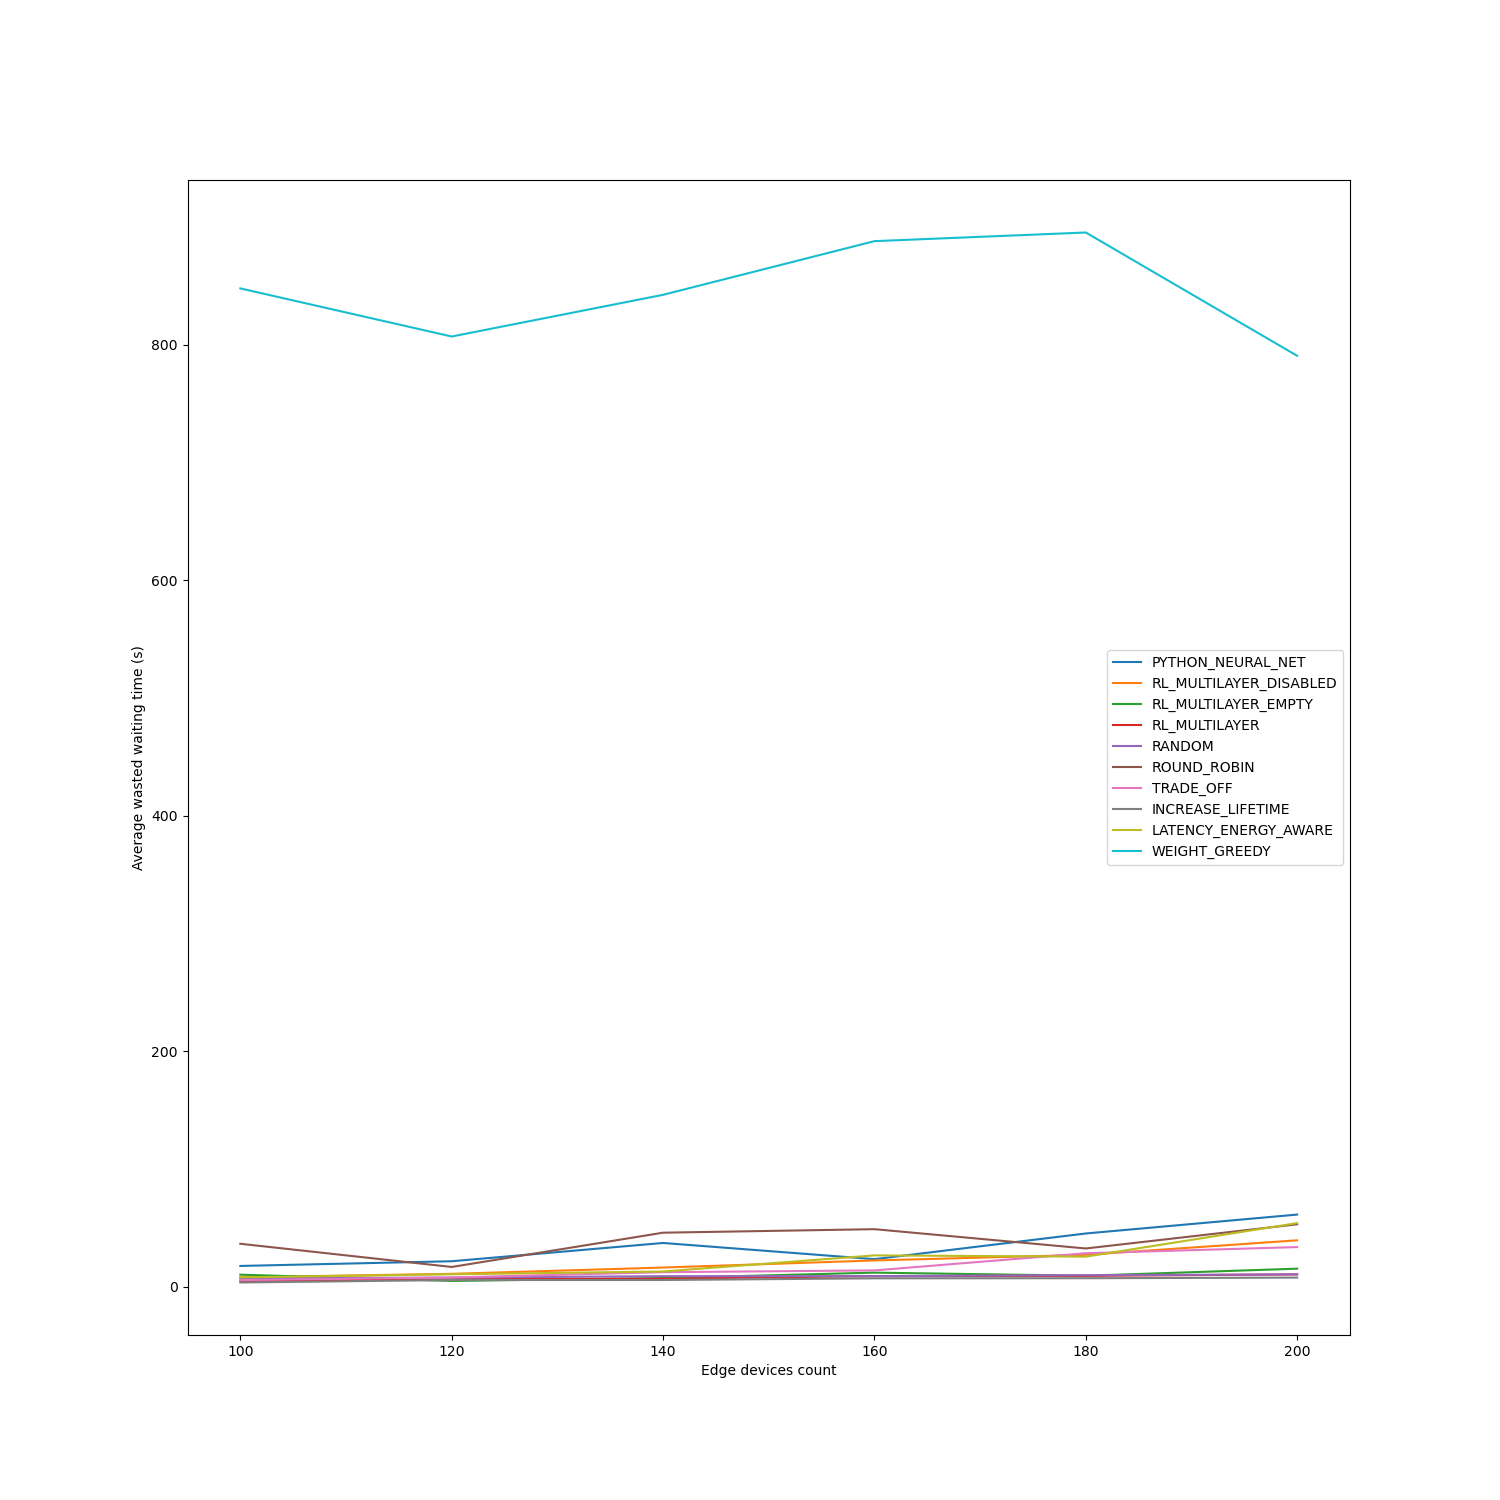 800
600
400
200
0
Average wasted waiting time (s)
PYTHON_NEURAL_NET
RL_MULTILAYER_DISABLED
RL_MULTILAYER_EMPTY
RL_MULTILAYER
RANDOM
ROUND_ROBIN
TRADE_OFF
INCREASE_LIFETIME
LATENCY_ENERGY_AWARE
WEIGHT_GREEDY
100 120 140 160 180 200
Edge devices count